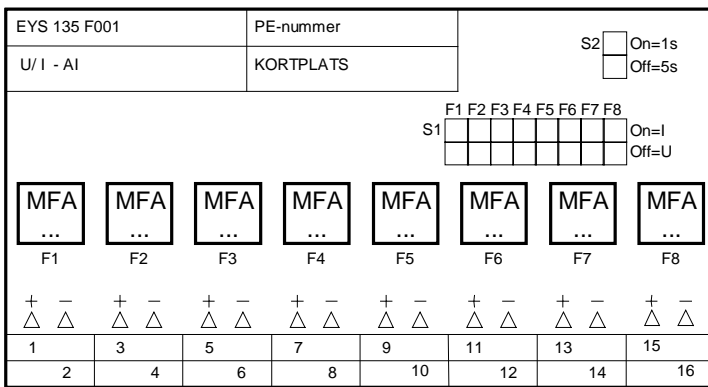 EYS 135 F001 PE-nummer
S2 On=1s
U/ I - AI KORTPLATS Off=5s
F1 F2 F3 F4 F5 F6 F7 F8
S1 On=I
Off=U
MFA MFA MFA MFA MFA MFA MFA MFA
... ... ... ... ... ... ... ...
F1 F2 F3 F4 F5 F6 F7 F8
+ − + − + − + − + − + − + − + −
1 3 5 7 9 11 13 15
2 4 6 8 10 12 14 16